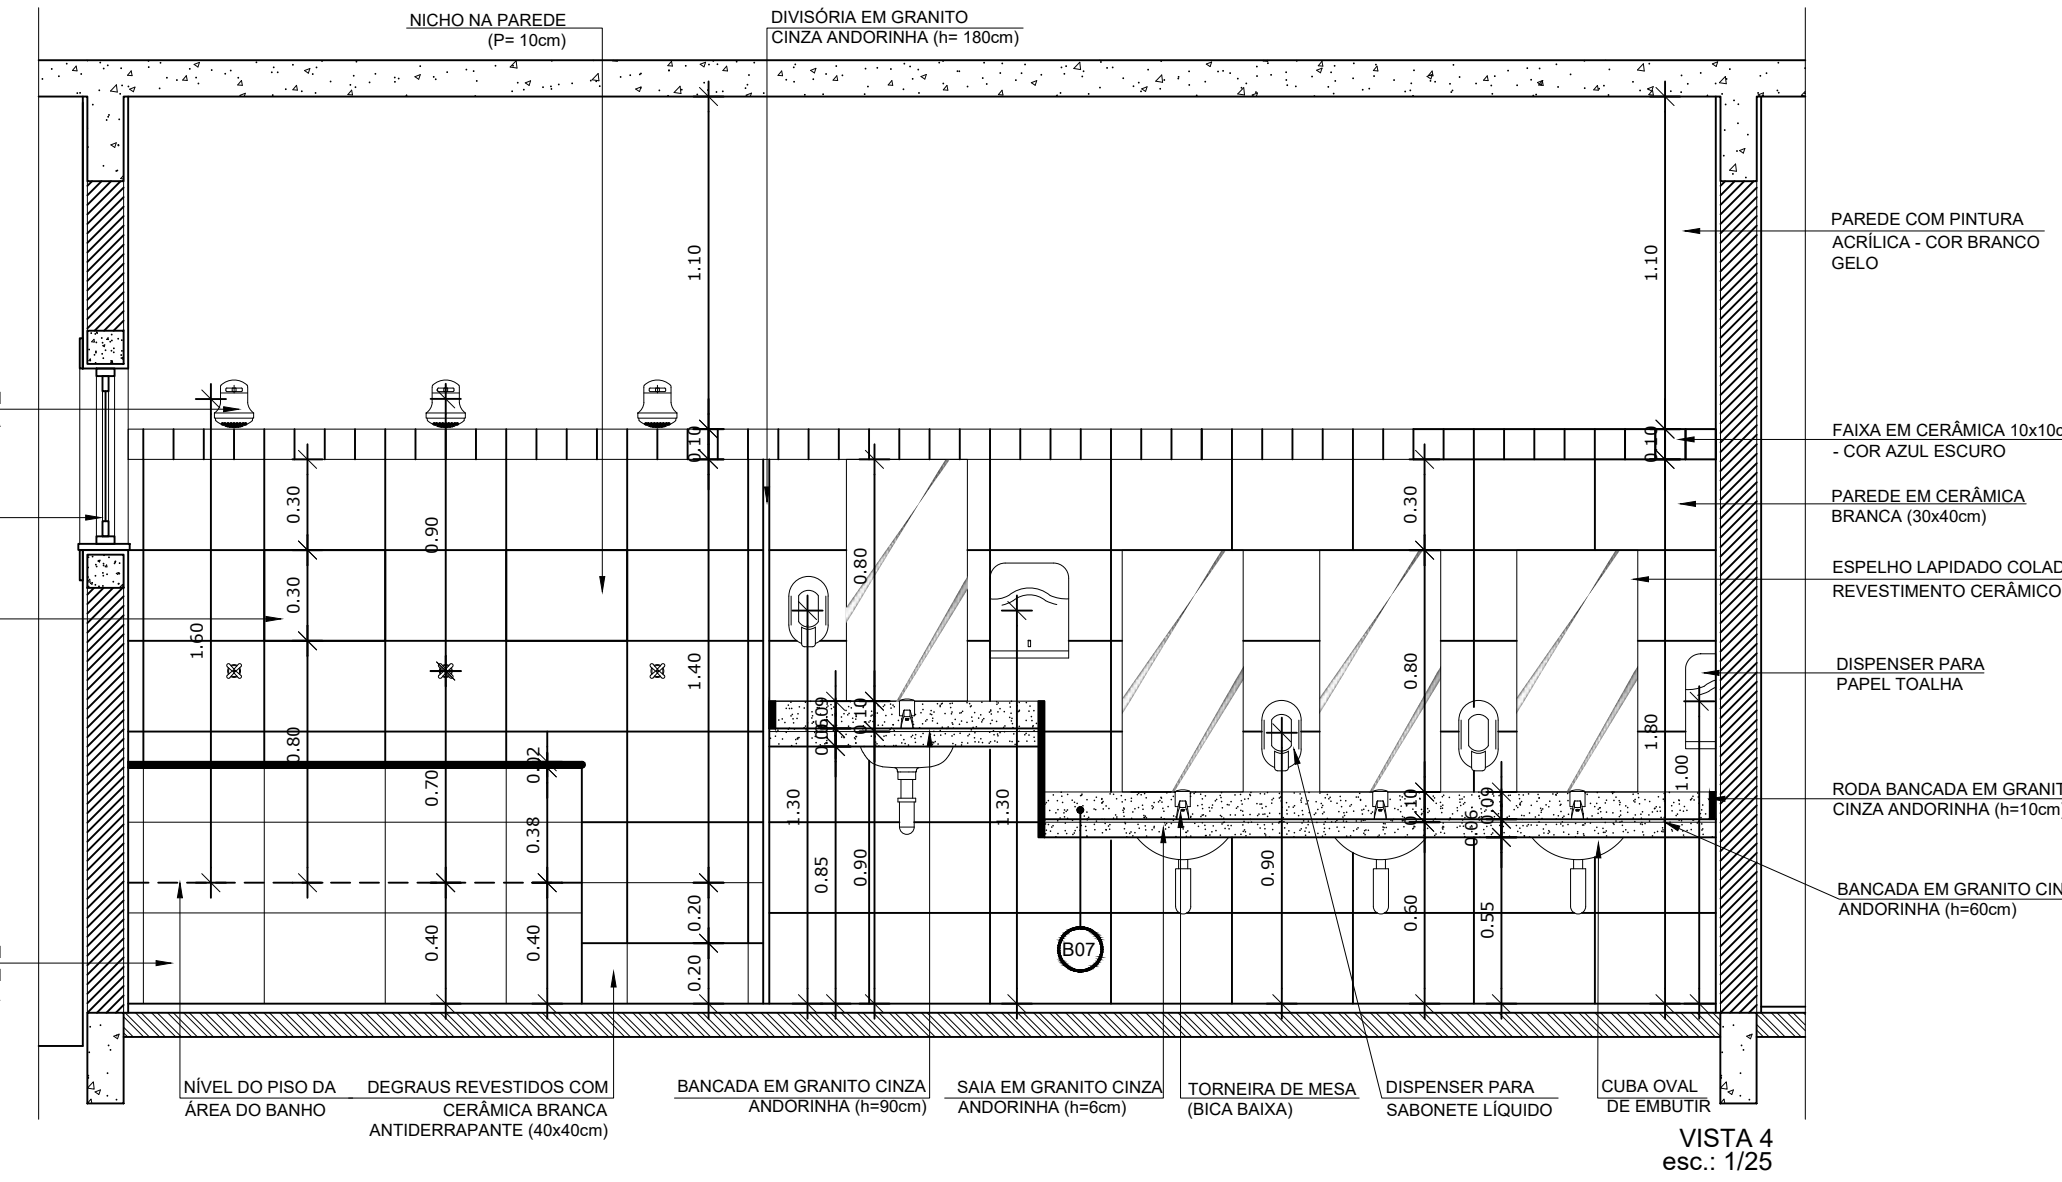 NICHO NA PAREDE
(P= 10cm)
DIVISÓRIA EM GRANITO
CINZA ANDORINHA (h= 180cm)
PAREDE COM PINTURA
ACRÍLICA - COR BRANCO
GELO
FAIXA EM CERÂMICA 10x10c
- COR AZUL ESCURO
PAREDE EM CERÂMICA
BRANCA (30x40cm)
ESPELHO LAPIDADO COLAD
REVESTIMENTO CERÂMICO
DISPENSER PARA
PAPEL TOALHA
RODA BANCADA EM GRANIT
CINZA ANDORINHA (h=10cm)
BANCADA EM GRANITO CIN
ANDORINHA (h=60cm)
1.10
1.10
0.10
0.10
0.30
0.90
0.30
0.80
0.30
1.60
1.40
0.80
0.80
0.02
0.70
0.38
0.09
0.06
0.10
1.80
1.00
1.30
1.30
0.85
0.90
0.90
0.10
0.09
0.06
0.60
0.55
0.20
0.40
0.40
0.20
B07
NÍVEL DO PISO DA
ÁREA DO BANHO
DEGRAUS REVESTIDOS COM
CERÂMICA BRANCA
ANTIDERRAPANTE (40x40cm)
BANCADA EM GRANITO CINZA
ANDORINHA (h=90cm)
SAIA EM GRANITO CINZA
ANDORINHA (h=6cm)
TORNEIRA DE MESA
(BICA BAIXA)
DISPENSER PARA
SABONETE LÍQUIDO
CUBA OVAL
DE EMBUTIR
VISTA 4
esc.: 1/25